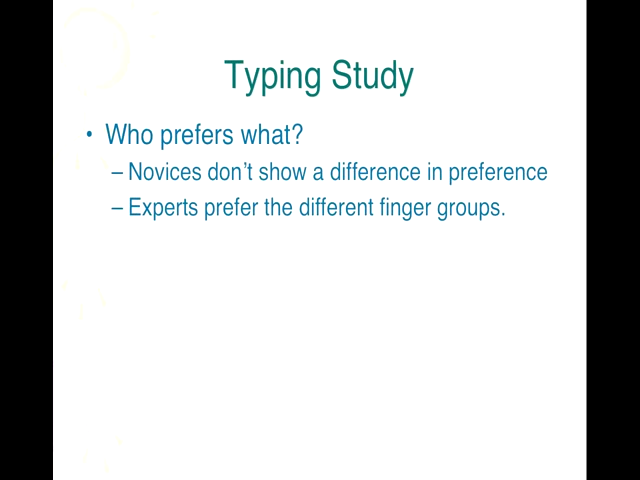 Typing Study
• Who prefers what?
– Novices don't show a difference in preference
– Experts prefer the different finger groups.